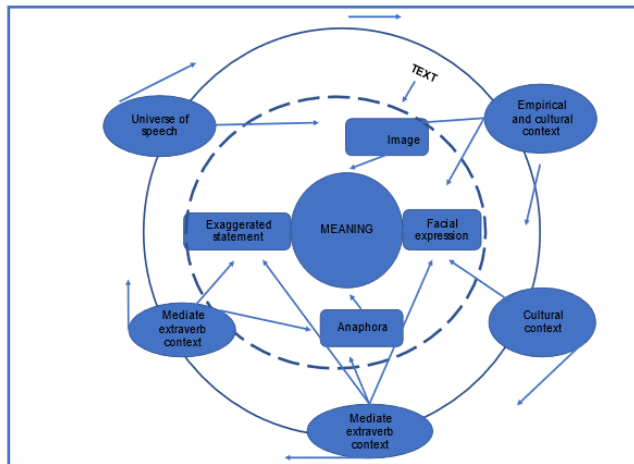 TEXT
Universe of
speech
Empirical
and cultural
context
Image
Exaggerated
statement
MEANING
Facial
expression
Mediate
extraverb
context
Anaphora
Cultural
context
Mediate
extraverb
context